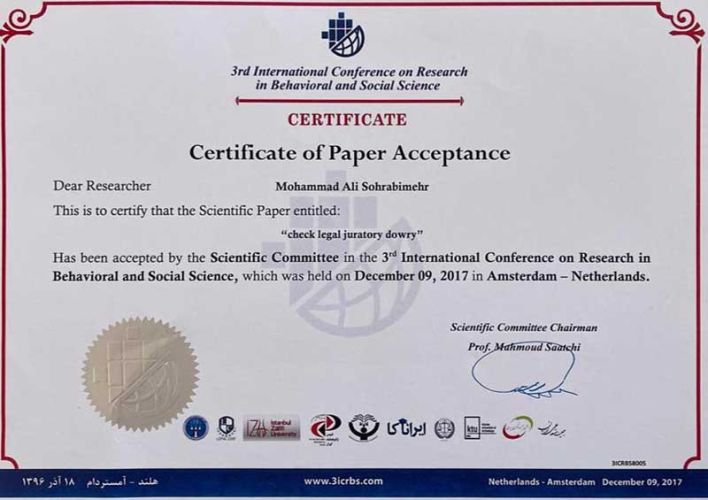 3rd International Conference on Research
in Behavioral and Social Science
CERTIFICATE
Certificate of Paper Acceptance
Dear Researcher Mohammad Ali Sohrabimehr
This is to certify that the Scientific Paper entitled:
“check legal juratory dowry”
Has been accepted by the Scientific Committee in the 3rd International Conference on Research in
Behavioral and Social Science, which was held on December 09, 2017 in Amsterdam – Netherlands.
Scientific Committee Chairman
Prof. Mahmoud Saatchi
Istanbul
Zaim
University
ایرانAکا
ktu
3ICRBS8005
هلند - آمستردام ۱۸ آذر ۱۳۹۶
www.3icrbs.com
Netherlands - Amsterdam December 09, 2017